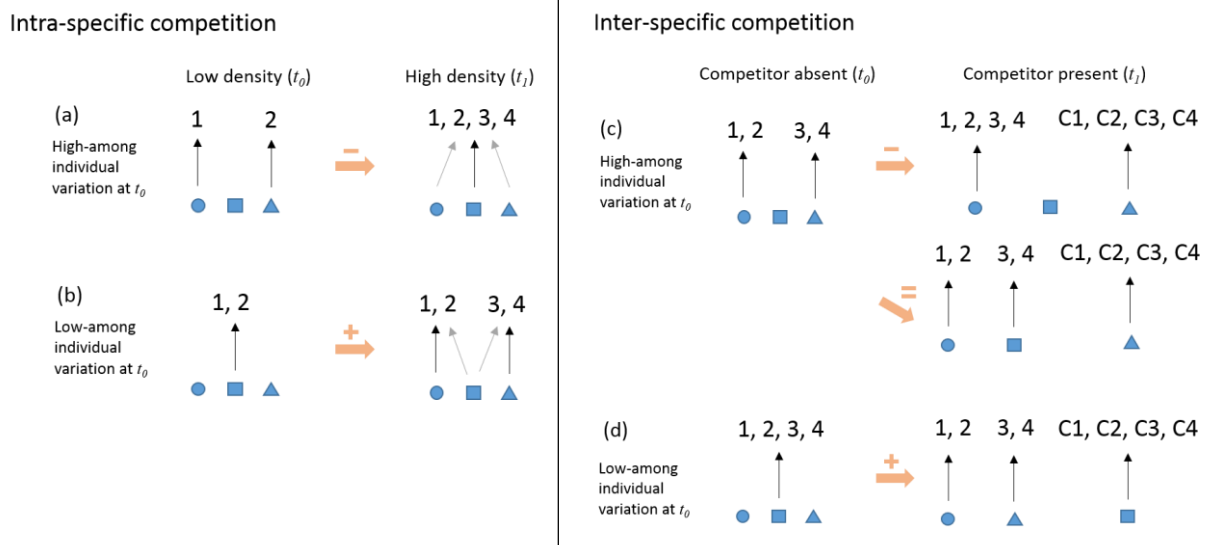 Intra-specific competition
Low density (t0)
High density (t1)
(a)
High-among
individual
variation at t0
1
2
−
1, 2, 3, 4
(b)
Low-among
individual
variation at t0
1, 2
+
1, 2
3, 4
Inter-specific competition
Competitor absent (t0)
Competitor present (t1)
(c)
High-among
individual
variation at t0
1, 2
3, 4
−
1, 2, 3, 4
C1, C2, C3, C4
=
1, 2
3, 4
C1, C2, C3, C4
(d)
Low-among
individual
variation at t0
1, 2, 3, 4
+
1, 2
3, 4
C1, C2, C3, C4